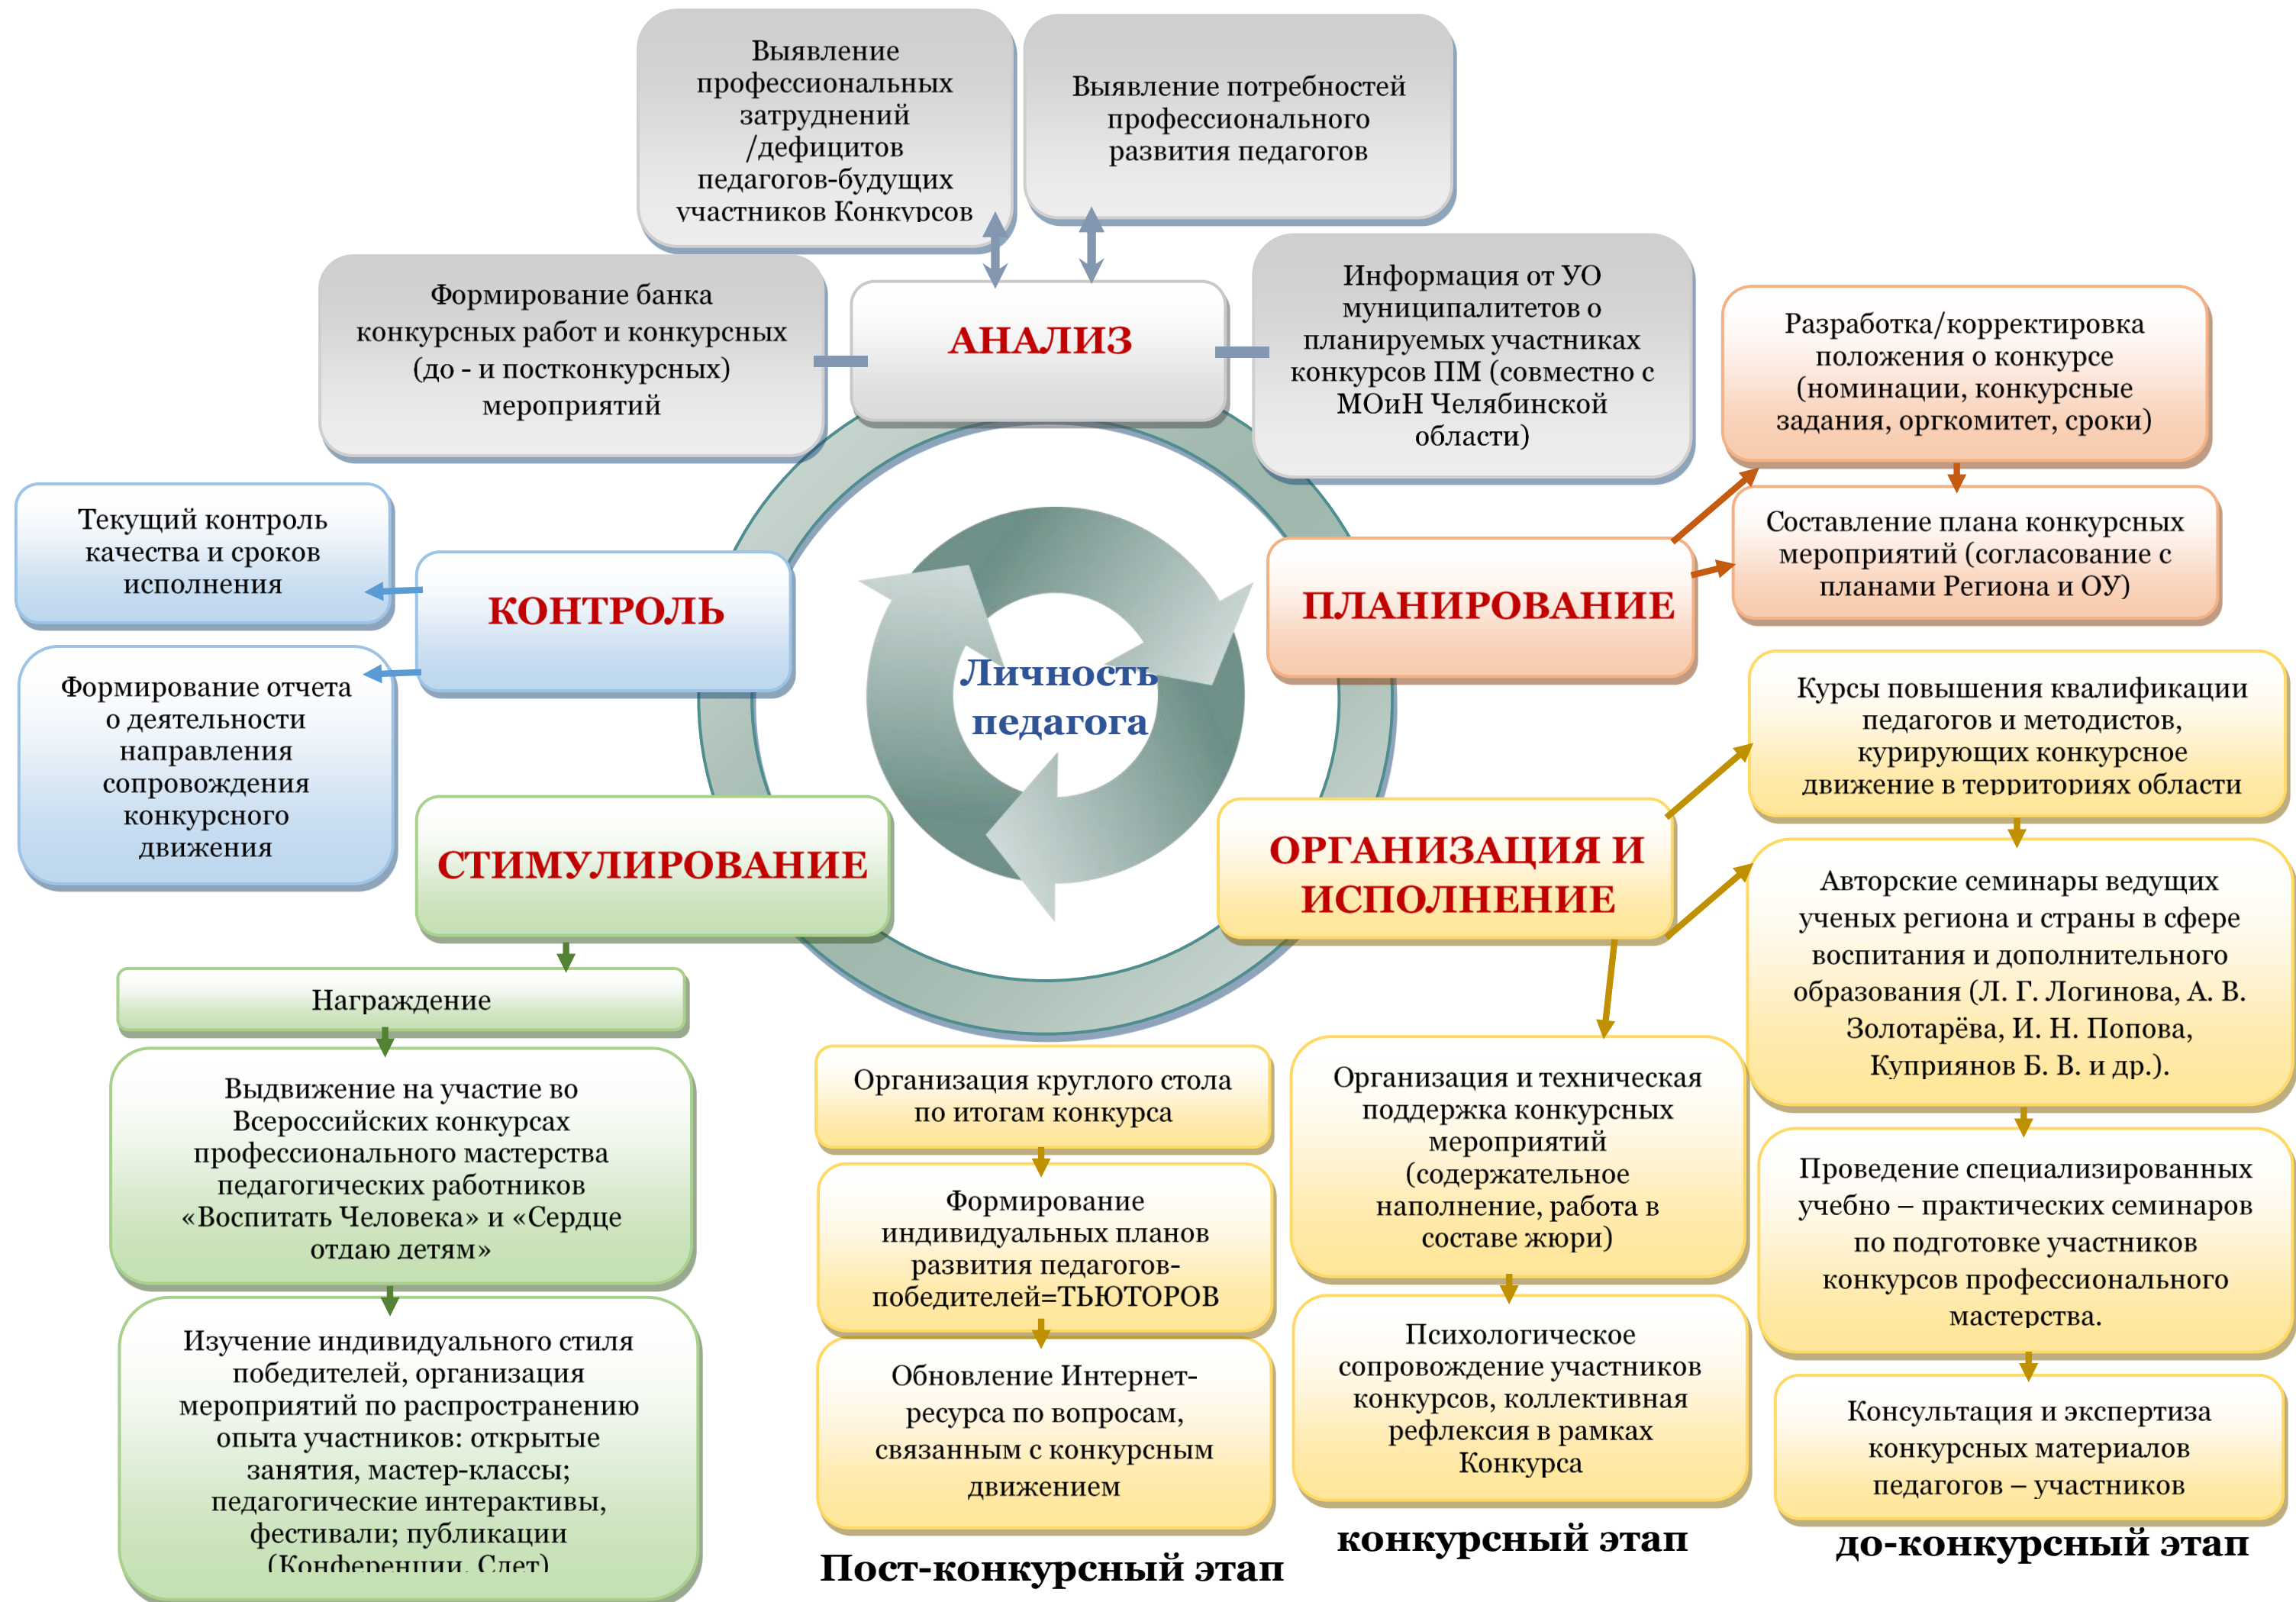 Выявление
профессиональных
затруднений
/дефицитов
педагогов-будущих
участников Конкурсов
Выявление потребностей
профессионального
развития педагогов
Формирование банка
конкурсных работ и конкурсных
(до - и постконкурсных)
мероприятий
АНАЛИЗ
Информация от УО
муниципалитетов о
планируемых участниках
конкурсов ПМ (совместно с
МОиН Челябинской
области)
Разработка/корректировка
положения о конкурсе
(номинации, конкурсные
задания, оргкомитет, сроки)
Составление плана конкурсных
мероприятий (согласование с
планами Региона и ОУ)
ПЛАНИРОВАНИЕ
Текущий контроль
качества и сроков
исполнения
КОНТРОЛЬ
Формирование отчета
о деятельности
направления
сопровождения
конкурсного
движения
Личность
педагога
СТИМУЛИРОВАНИЕ
ОРГАНИЗАЦИЯ И
ИСПОЛНЕНИЕ
Курсы повышения квалификации
педагогов и методистов,
курирующих конкурсное
движение в территориях области
Авторские семинары ведущих
ученых региона и страны в сфере
воспитания и дополнительного
образования (Л. Г. Логинова, А. В.
Золотарёва, И. Н. Попова,
Куприянов Б. В. и др.).
Проведение специализированных
учебно – практических семинаров
по подготовке участников
конкурсов профессионального
мастерства.
Консультация и экспертиза
конкурсных материалов
педагогов – участников
до-конкурсный этап
Организация и техническая
поддержка конкурсных
мероприятий
(содержательное
наполнение, работа в
составе жюри)
Психологическое
сопровождение участников
конкурсов, коллективная
рефлексия в рамках
Конкурса
конкурсный этап
Организация круглого стола
по итогам конкурса
Формирование
индивидуальных планов
развития педагогов-
победителей=ТЬЮТОРОВ
Обновление Интернет-
ресурса по вопросам,
связанным с конкурсным
движением
Пост-конкурсный этап
Награждение
Выдвижение на участие во
Всероссийских конкурсах
профессионального мастерства
педагогических работников
«Воспитать Человека» и «Сердце
отдаю детям»
Изучение индивидуального стиля
победителей, организация
мероприятий по распространению
опыта участников: открытые
занятия, мастер-классы;
педагогические интерактивы,
фестивали; публикации
(Конференции. Слет)